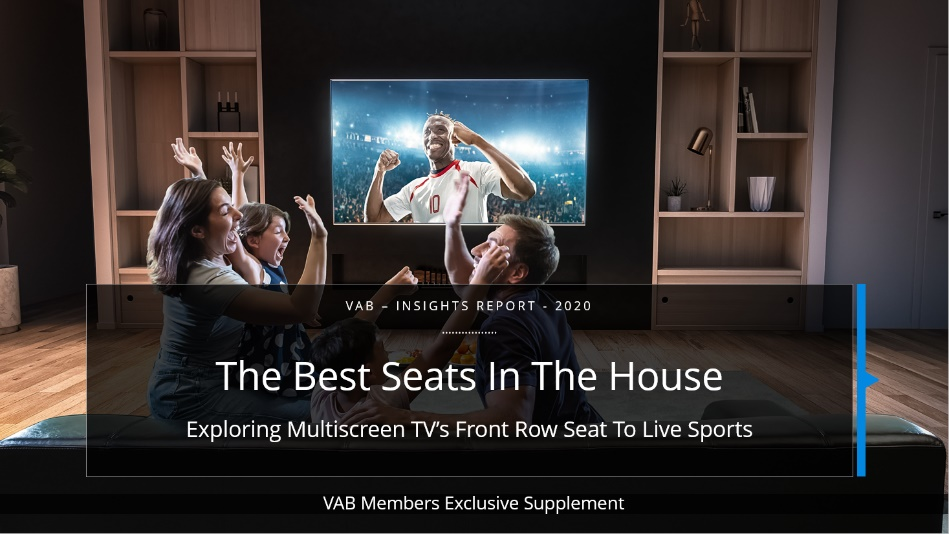 10
VAB – INSIGHTS REPORT - 2020
The Best Seats In The House
Exploring Multiscreen TV’s Front Row Seat To Live Sports
VAB Members Exclusive Supplement